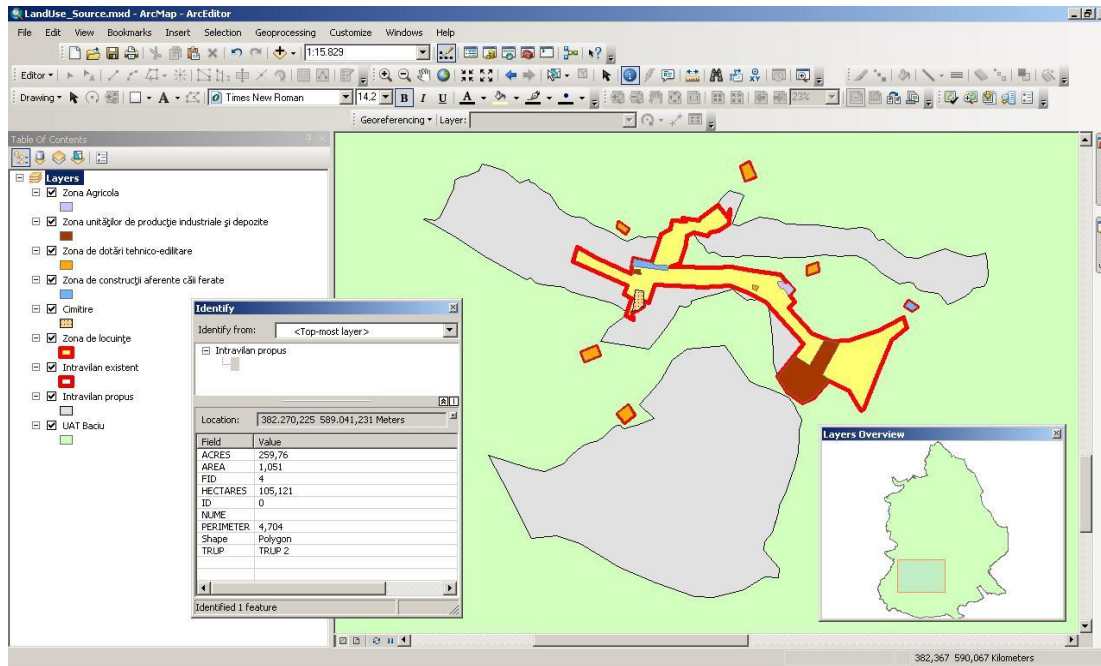 LandUse_Source.mxd - ArcMap - ArcEditor
File Edit View Bookmarks Insert Selection Geoprocessing Customize Windows Help
1:15.829
Editor
Drawing A Times New Roman 14,2 B I U A 23%
Georeferencing Layer:
Table Of Contents
Layers
Zona Agricola
Zona unităţilor de producţie industriale şi depozite
Zona de dotări tehnico-edilitare
Zona de construcţii aferente căii ferate
Cimitire
Zona de locuinţe
Intravilan existent
Intravilan propus
UAT Baciu
Identify
Identify from: <Top-most layer>
Intravilan propus
Location: 382.270,225 589.041,231 Meters
Field Value
ACRES 259,76
AREA 1,051
FID 4
HECTARES 105,121
ID 0
NUME
PERIMETER 4,704
Shape Polygon
TRUP TRUP 2
Identified 1 feature
Layers Overview
382,367 590,067 Kilometers